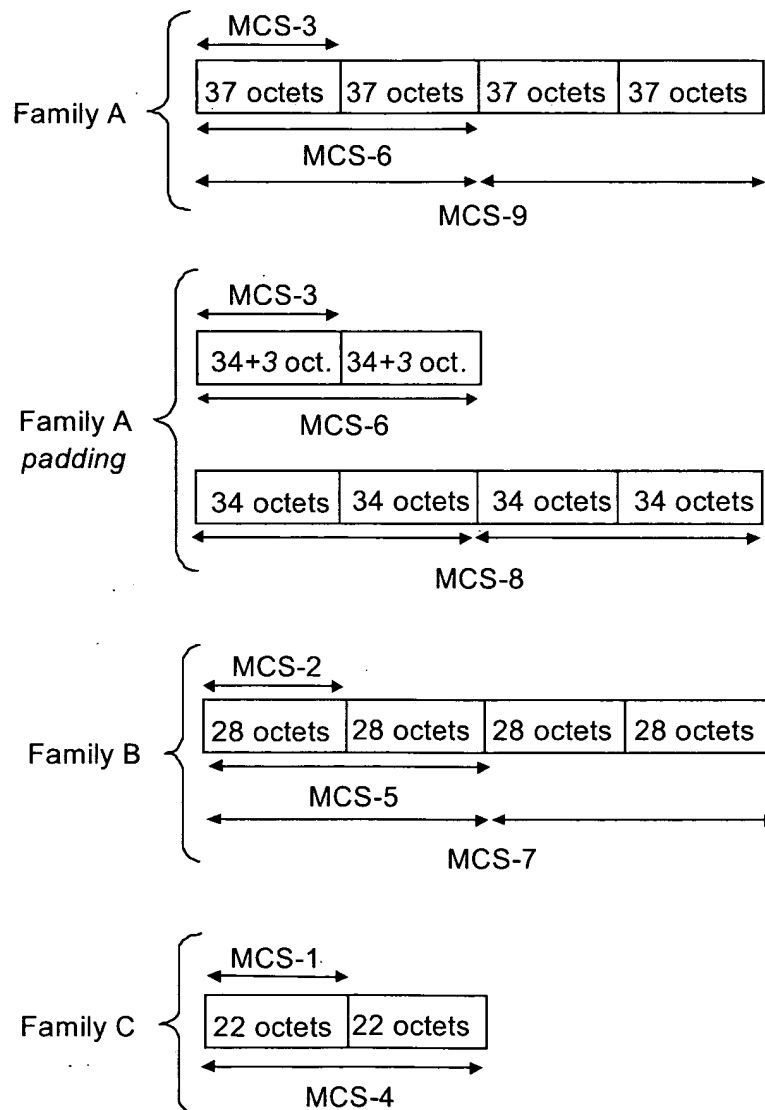 MCS-3
37 octets 37 octets 37 octets 37 octets
Family A
MCS-6
MCS-9
MCS-3
34+3 oct. 34+3 oct.
Family A
padding
MCS-6
34 octets 34 octets 34 octets 34 octets
MCS-8
MCS-2
28 octets 28 octets 28 octets 28 octets
Family B
MCS-5
MCS-7
MCS-1
22 octets 22 octets
Family C
MCS-4